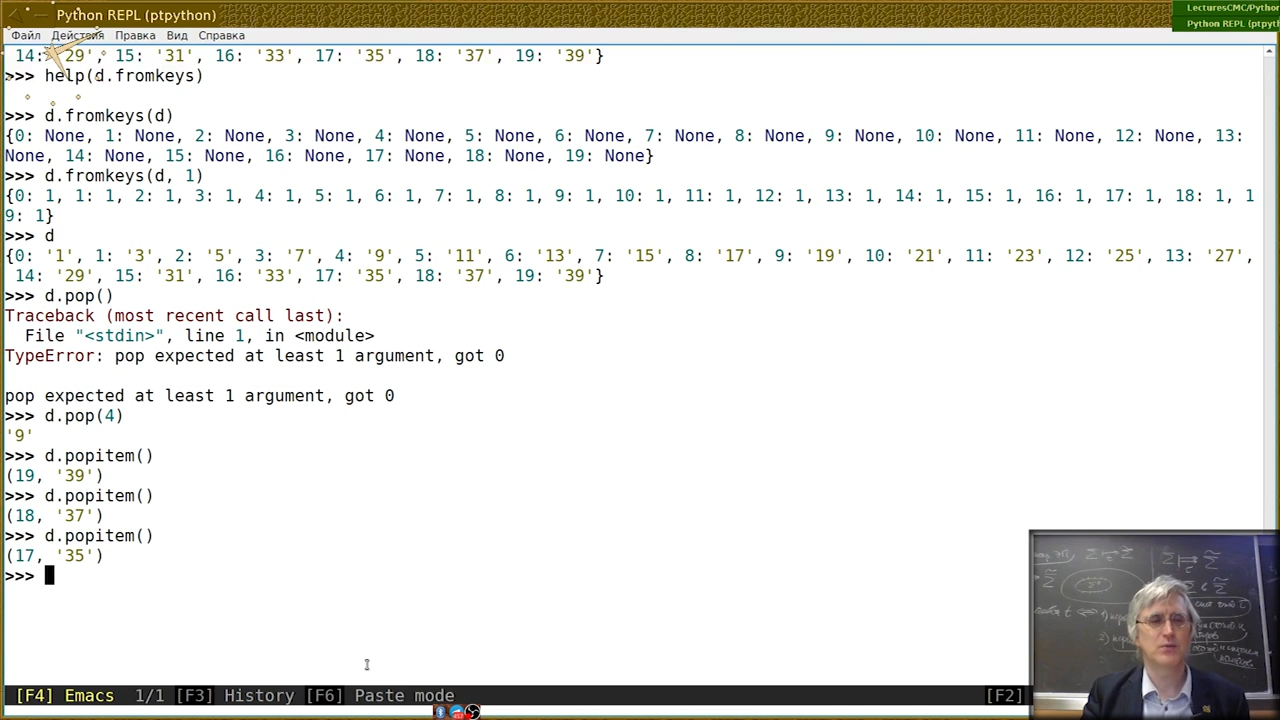 Python REPL (ptpython)
LecturesCMC/Python
Python REPL (ptpyth
Файл Действия Правка Вид Справка
14: '29', 15: '31', 16: '33', 17: '35', 18: '37', 19: '39'}
>>> help(d.fromkeys)
>>> d.fromkeys(d)
{0: None, 1: None, 2: None, 3: None, 4: None, 5: None, 6: None, 7: None, 8: None, 9: None, 10: None, 11: None, 12: None, 13:
None, 14: None, 15: None, 16: None, 17: None, 18: None, 19: None}
>>> d.fromkeys(d, 1)
{0: 1, 1: 1, 2: 1, 3: 1, 4: 1, 5: 1, 6: 1, 7: 1, 8: 1, 9: 1, 10: 1, 11: 1, 12: 1, 13: 1, 14: 1, 15: 1, 16: 1, 17: 1, 18: 1, 1
9: 1}
>>> d
{0: '1', 1: '3', 2: '5', 3: '7', 4: '9', 5: '11', 6: '13', 7: '15', 8: '17', 9: '19', 10: '21', 11: '23', 12: '25', 13: '27',
14: '29', 15: '31', 16: '33', 17: '35', 18: '37', 19: '39'}
>>> d.pop()
Traceback (most recent call last):
File "<stdin>", line 1, in <module>
TypeError: pop expected at least 1 argument, got 0
pop expected at least 1 argument, got 0
>>> d.pop(4)
'9'
>>> d.popitem()
(19, '39')
>>> d.popitem()
(18, '37')
>>> d.popitem()
(17, '35')
>>>
[F4] Emacs 1/1 [F3] History [F6] Paste mode [F2]